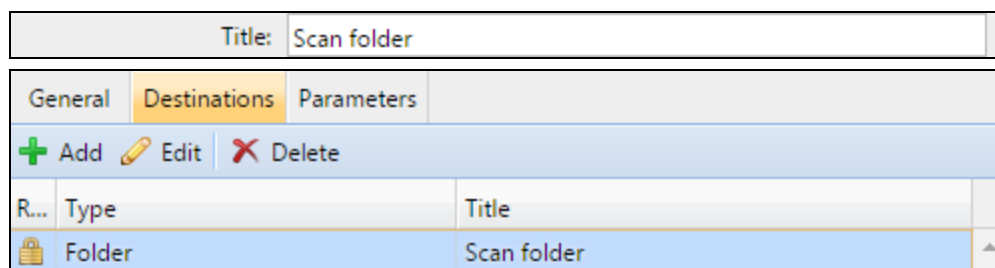 Title: Scan folder
General Destinations Parameters
Add Edit Delete
R... Type Title
Folder Scan folder